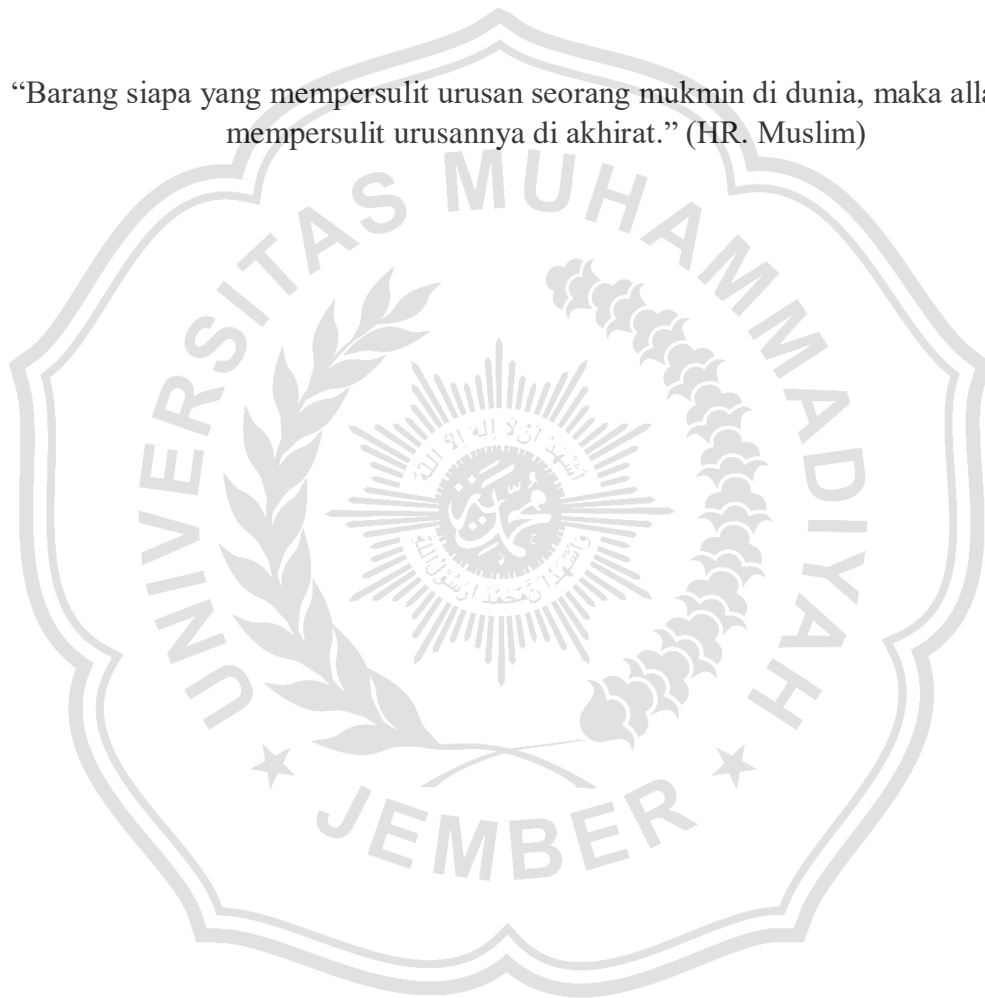 “Barang siapa yang mempersulit urusan seorang mukmin di dunia, maka
mempersulit urusannya di akhirat.” (HR. Muslim)
UNIVERSITAS MUHAMMADIYAH
JEMBER
محمد